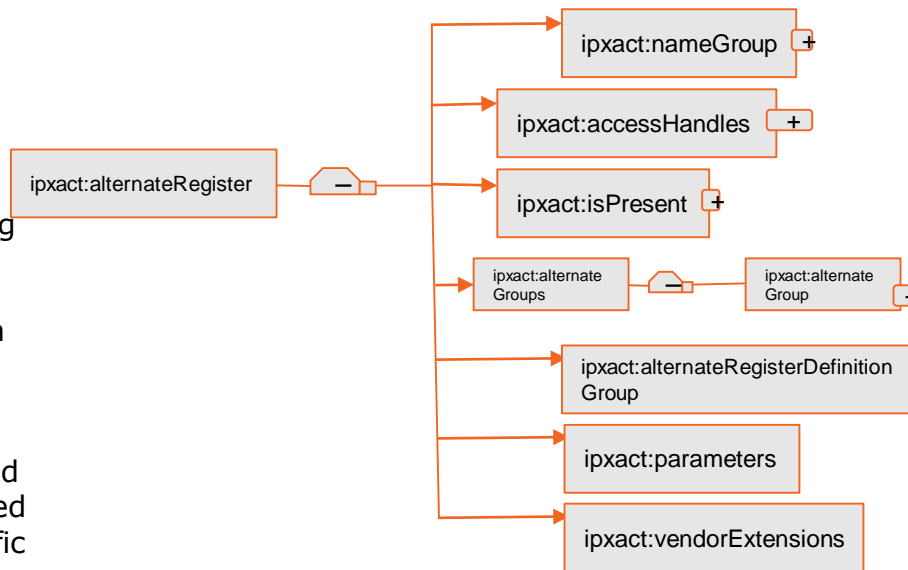 ipxact:nameGroup
+
ipxact:accessHandles
+
ipxact:alternateRegister
–
ipxact:isPresent
+
ipxact:alternate
Groups
–
ipxact:alternate
Group
ipxact:alternateRegisterDefinition
Group
ipxact:parameters
ipxact:vendorExtensions